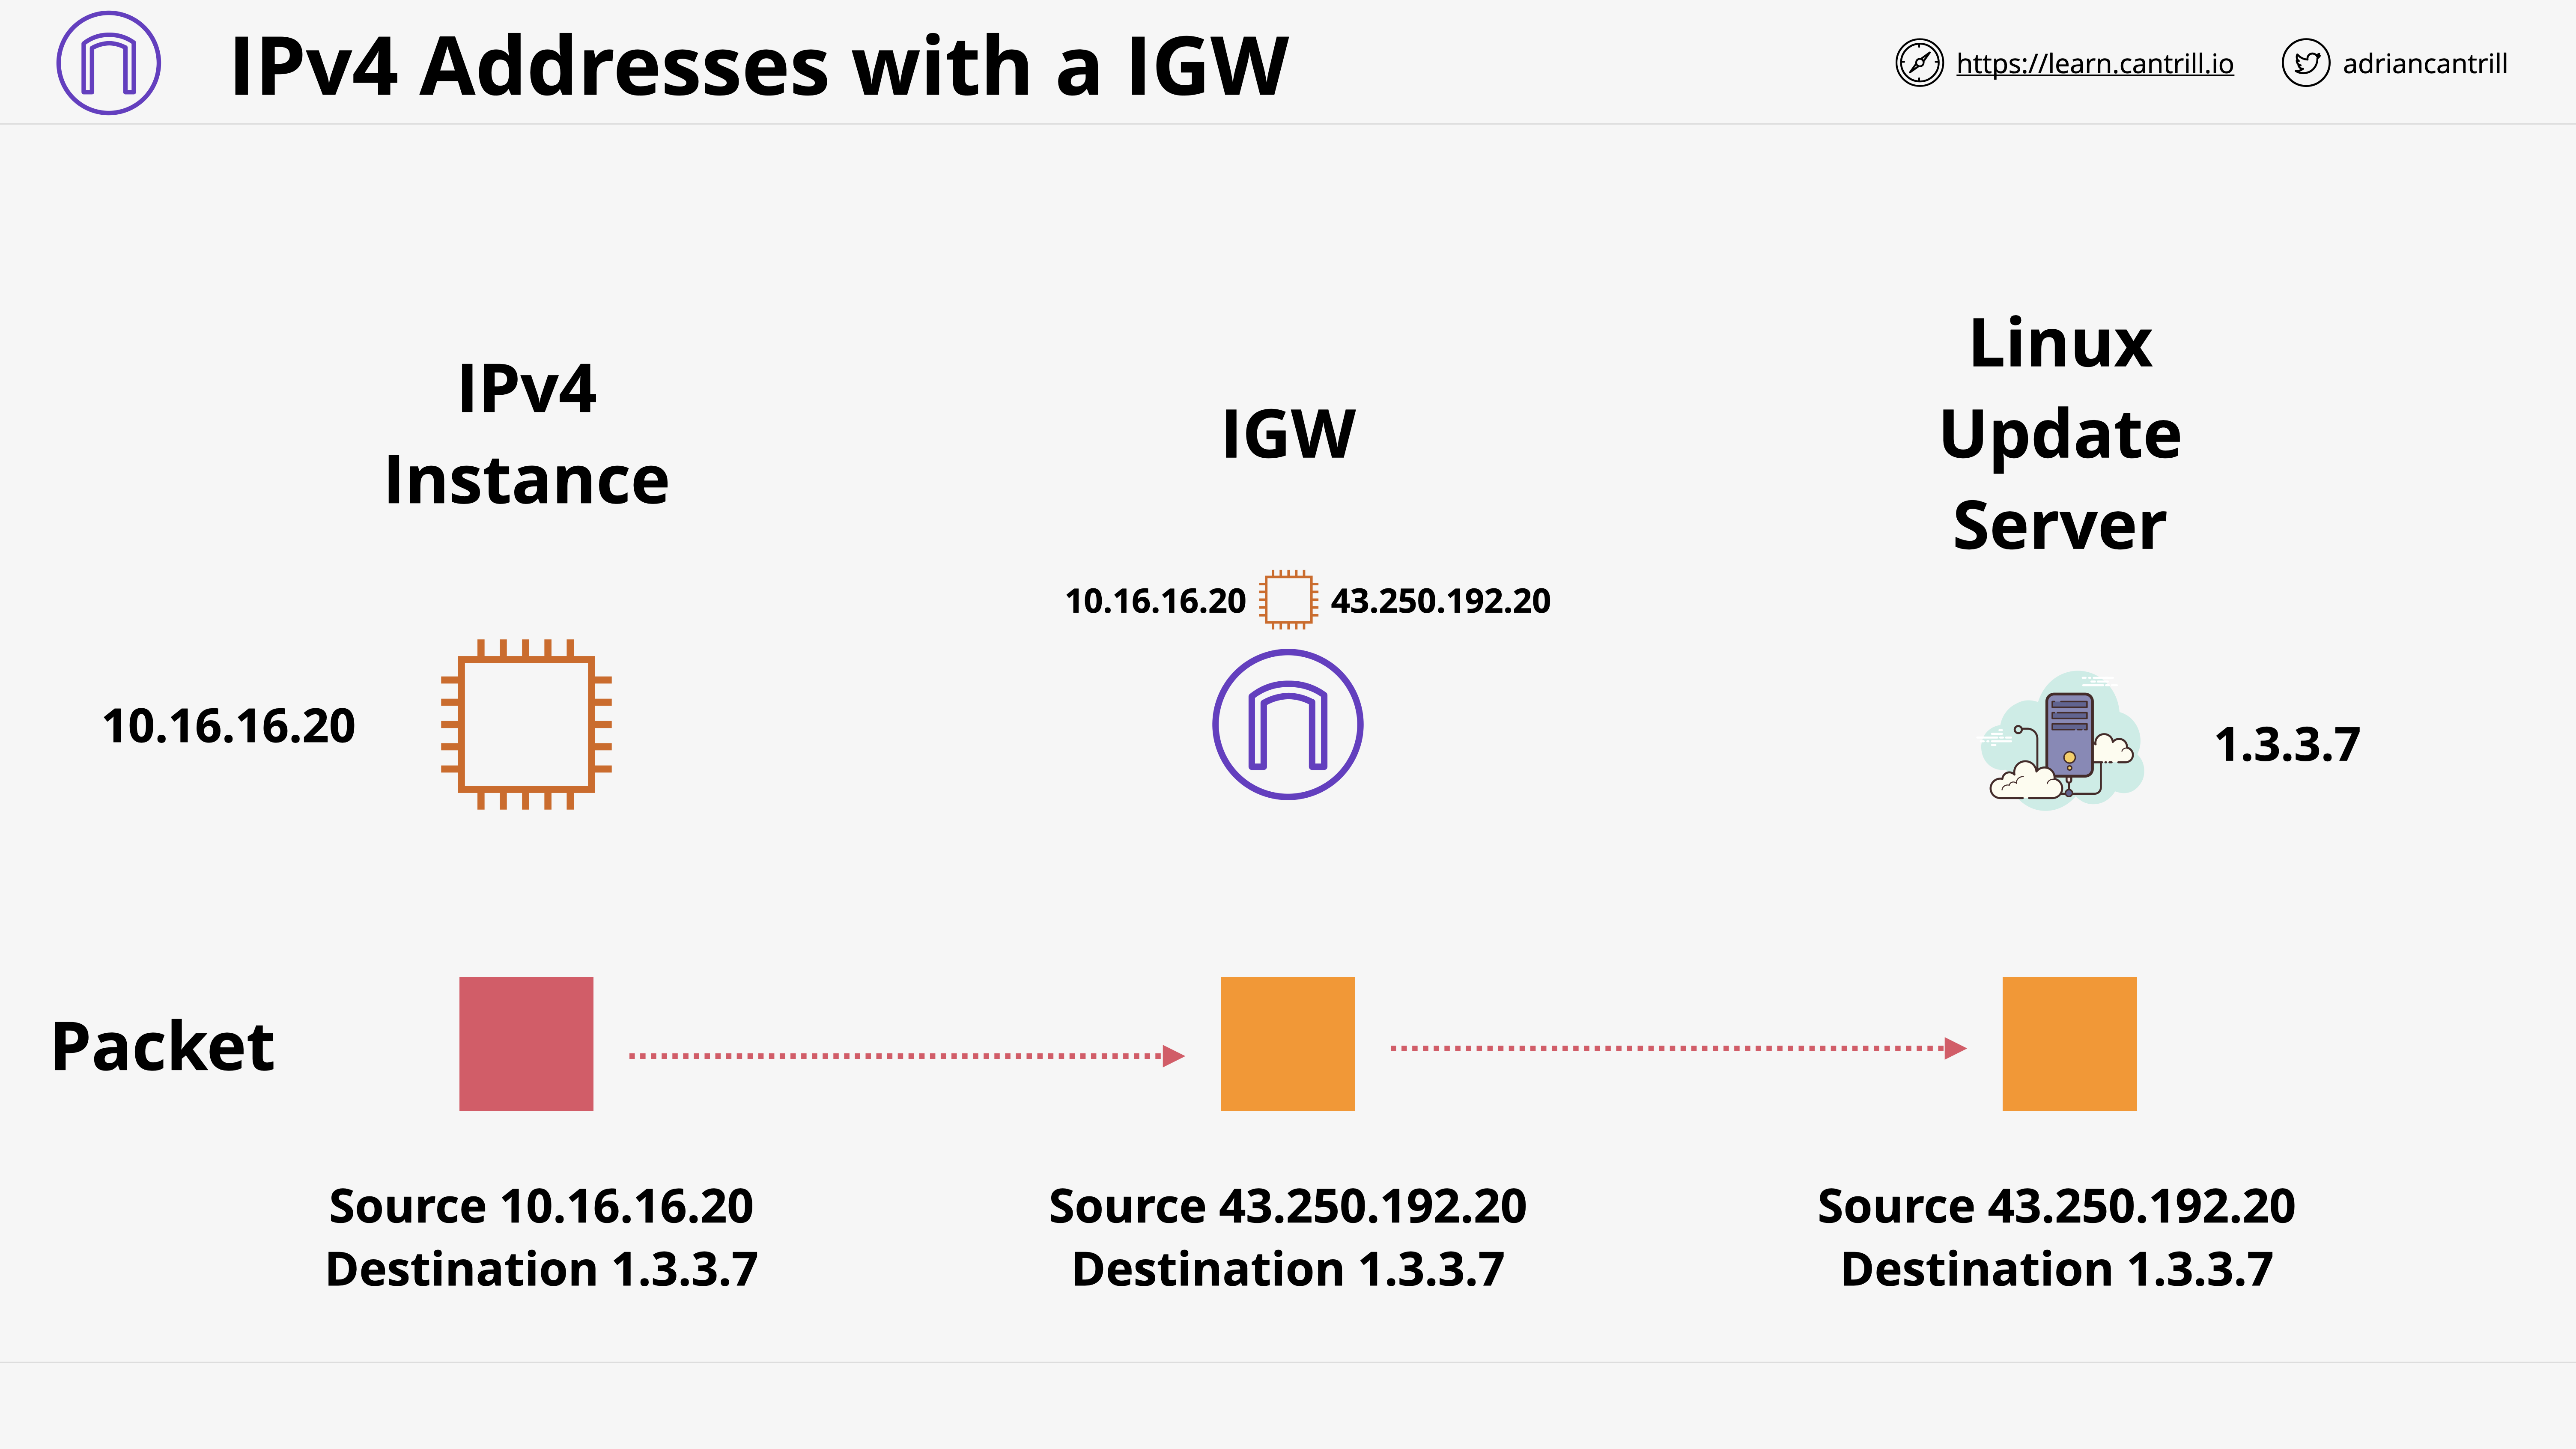 IPv4 Addresses with a IGW
https://learn.cantrill.io
adriancantrill
IPv4
Instance
IGW
Linux
Update
Server
10.16.16.20
43.250.192.20
10.16.16.20
1.3.3.7
Packet
Source 10.16.16.20
Destination 1.3.3.7
Source 43.250.192.20
Destination 1.3.3.7
Source 43.250.192.20
Destination 1.3.3.7